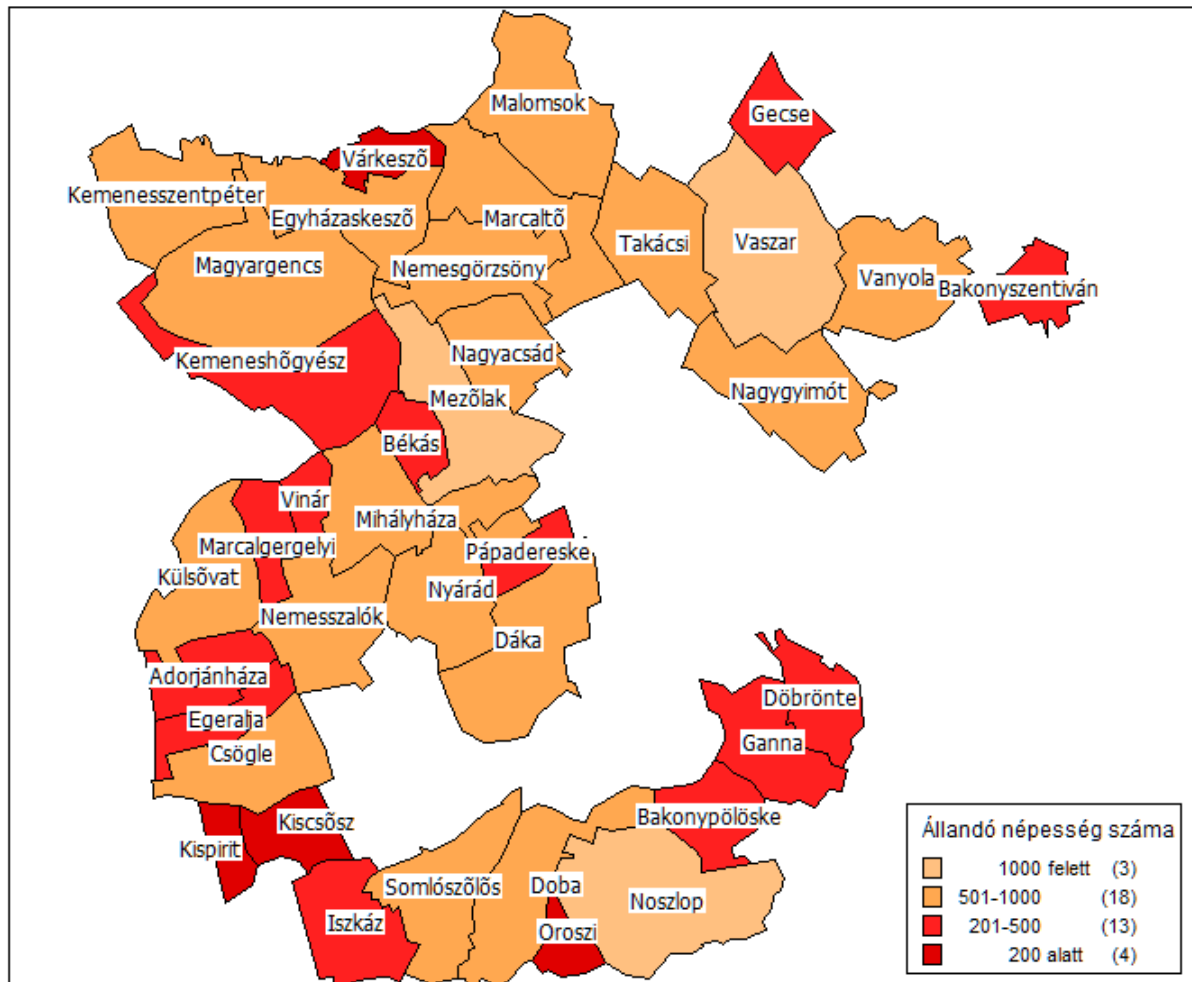 Malomsok
Gecse
Várkeszõ
Kemenesszentpéter
Egyházaskeszõ
Marcaltõ
Takácsi
Vaszar
Magyargencs
Nemesgörzsöny
Vanyola
Bakonyszentiván
Kemeneshõgyész
Nagyacsád
Nagygyimót
Mezõlak
Békás
Vinár
Mihályháza
Marcalgergelyi
Pápadereske
Külsõvat
Nyárád
Nemesszalók
Dáka
Adorjánháza
Döbrönte
Egeralja
Ganna
Csögle
Kiscsõsz
Bakonypölöske
Kispirit
Somlószõlõs
Doba
Noszlop
Iszkáz
Oroszi
Állandó népesség száma
1000 felett (3)
501-1000 (18)
201-500 (13)
200 alatt (4)